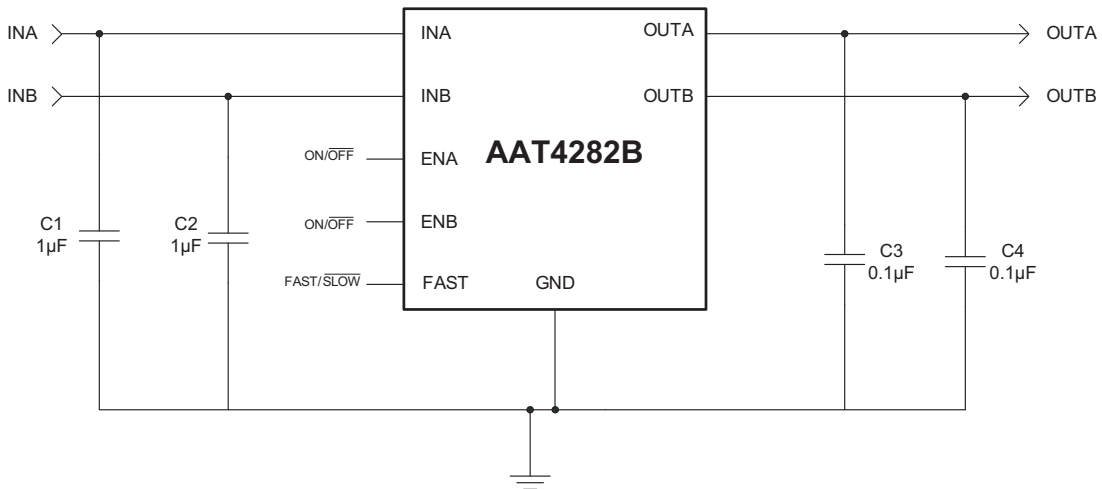 INA INA OUTA OUTA
INB INB OUTB OUTB
AAT4282B
ON/OFF ENA
ON/OFF ENB
FAST/SLOW FAST GND
C1
1µF
C2
1µF
C3
0.1µF
C4
0.1µF